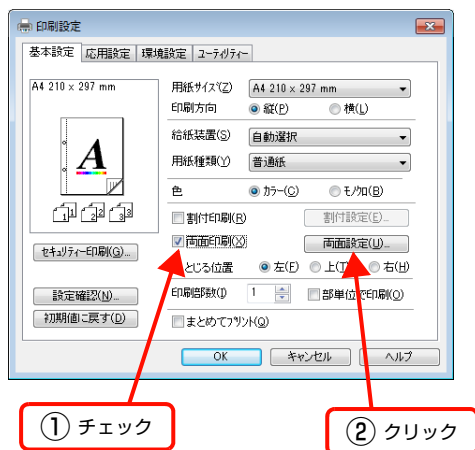 印刷設定
基本設定 応用設定 環境設定 ユーティリティー
A4 210 x 297 mm
A
1 1 2 2 3 3
セキュリティー印刷(G)...
設定確認(N)...
初期値に戻す(D)
用紙サイズ(Z) A4 210 x 297 mm
印刷方向 縦(P) 横(L)
給紙装置(S) 自動選択
用紙種類(Y) 普通紙
色 カラー(C) モノクロ(B)
割付印刷(R) 割付設定(E)...
両面印刷(X) 両面設定(U)...
とじる位置 左(F) 上(T) 右(H)
印刷部数(I) 1 部単位で印刷(O)
まとめてプリント(Q)
OK キャンセル ヘルプ
① チェック
② クリック